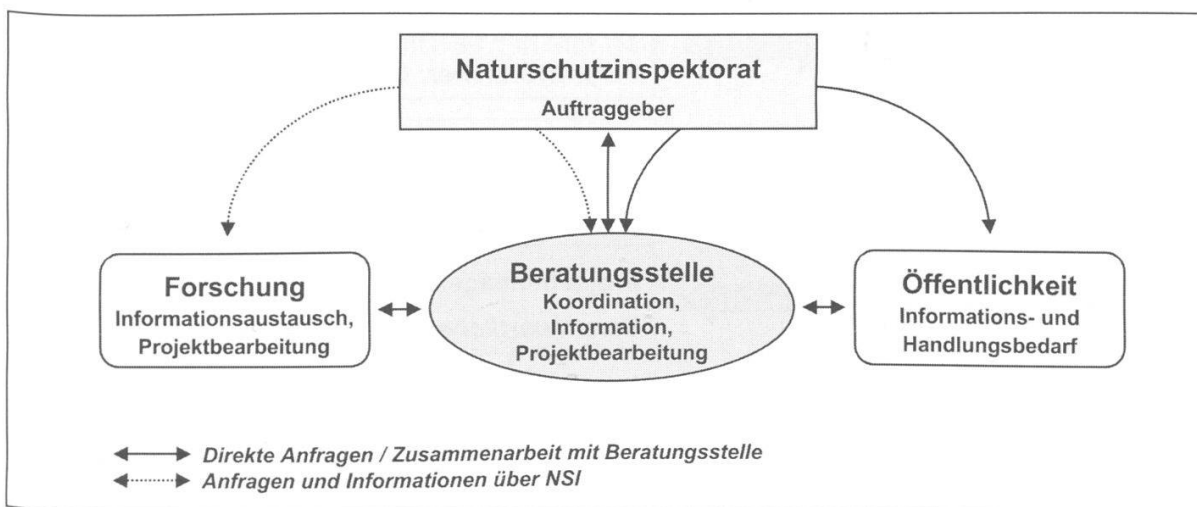 Naturschutzinspektorat
Auftraggeber
Forschung
Informationsaustausch,
Projektbearbeitung
Beratungsstelle
Koordination,
Information,
Projektbearbeitung
Öffentlichkeit
Informations- und
Handlungsbedarf
Direkte Anfragen / Zusammenarbeit mit Beratungsstelle
Anfragen und Informationen über NSI